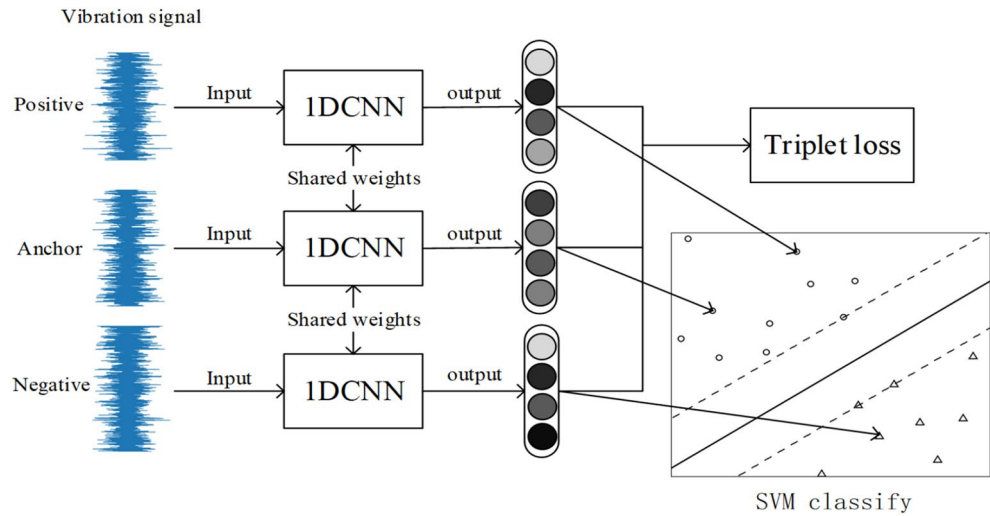 Vibration signal
Positive
Input
1DCNN
output
Triplet loss
Shared weights
Anchor
Input
1DCNN
output
Shared weights
Negative
Input
1DCNN
output
SVM classify